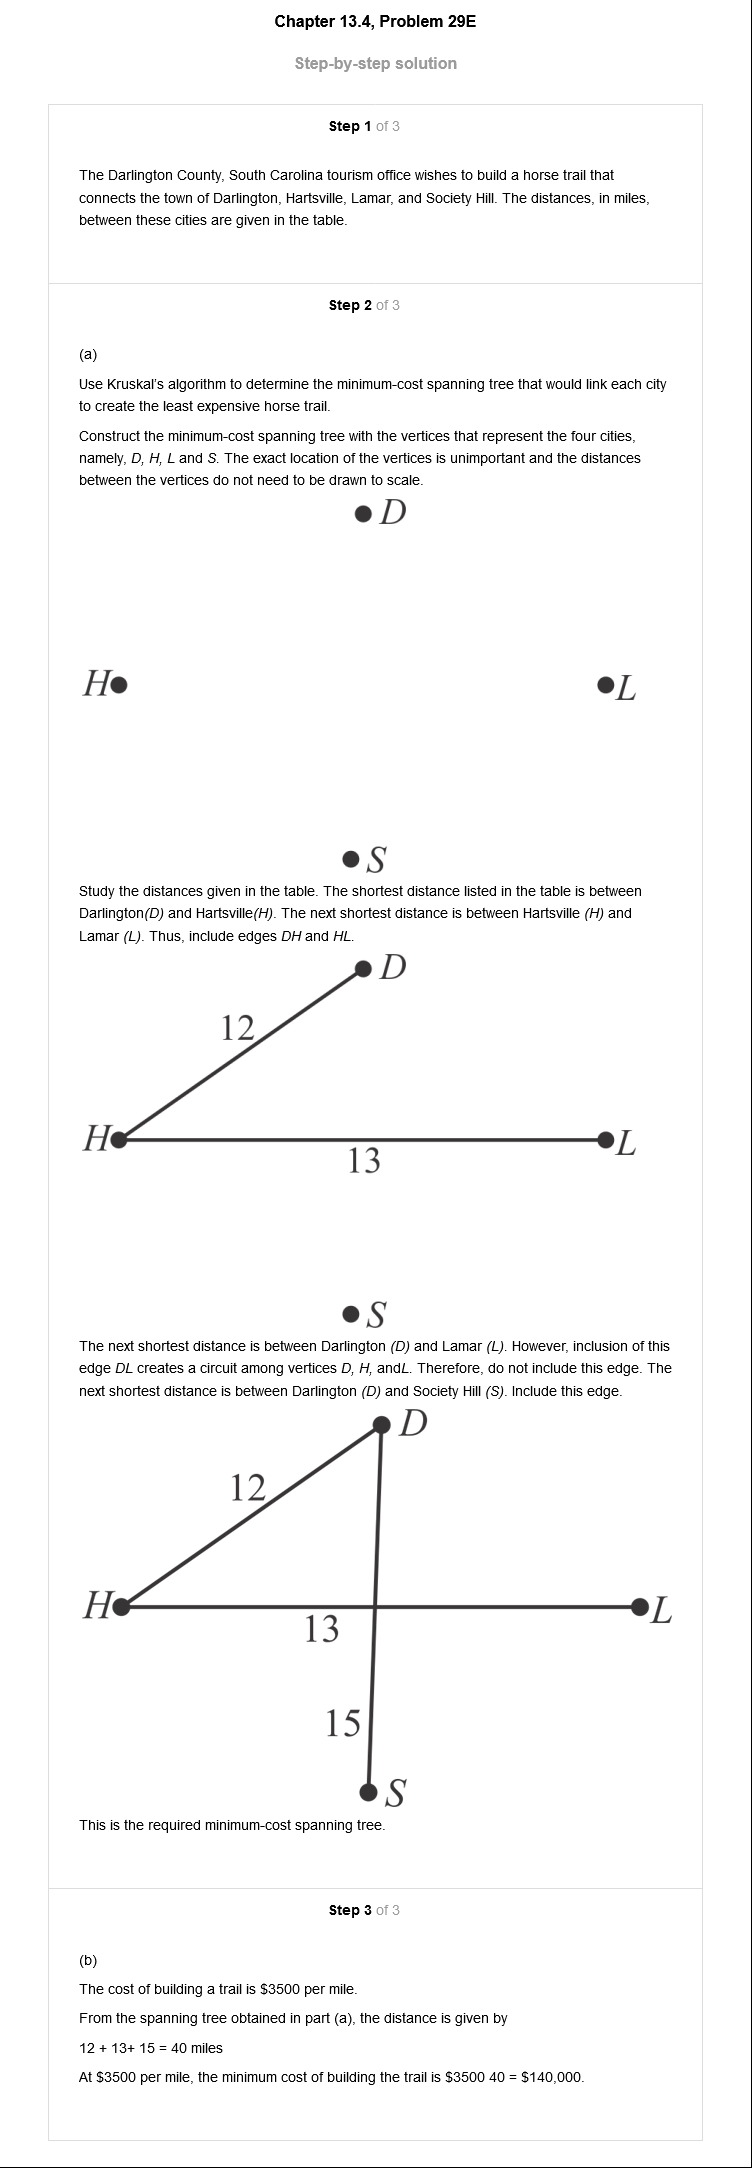 Chapter 13.4, Problem 29E
Step-by-step solution
Step 1 of 3
The Darlington County, South Carolina tourism office wishes to build a horse trail that
connects the town of Darlington, Hartsville, Lamar, and Society Hill. The distances, in miles,
between these cities are given in the table.
Step 2 of 3
(a)
Use Kruskal's algorithm to determine the minimum-cost spanning tree that would link each city
to create the least expensive horse trail.
Construct the minimum-cost spanning tree with the vertices that represent the four cities,
namely, D, H, L and S. The exact location of the vertices is unimportant and the distances
between the vertices do not need to be drawn to scale.
D
H
L
S
Study the distances given in the table. The shortest distance listed in the table is between
Darlington(D) and Hartsville(H). The next shortest distance is between Hartsville (H) and
Lamar (L). Thus, include edges DH and HL.
D
12
H
L
13
S
The next shortest distance is between Darlington (D) and Lamar (L). However, inclusion of this
edge DL creates a circuit among vertices D, H, andL. Therefore, do not include this edge. The
next shortest distance is between Darlington (D) and Society Hill (S). Include this edge.
D
12
H
L
13
15
S
This is the required minimum-cost spanning tree.
Step 3 of 3
(b)
The cost of building a trail is $3500 per mile.
From the spanning tree obtained in part (a), the distance is given by
12 + 13+ 15 = 40 miles
At $3500 per mile, the minimum cost of building the trail is $3500 40 = $140,000.